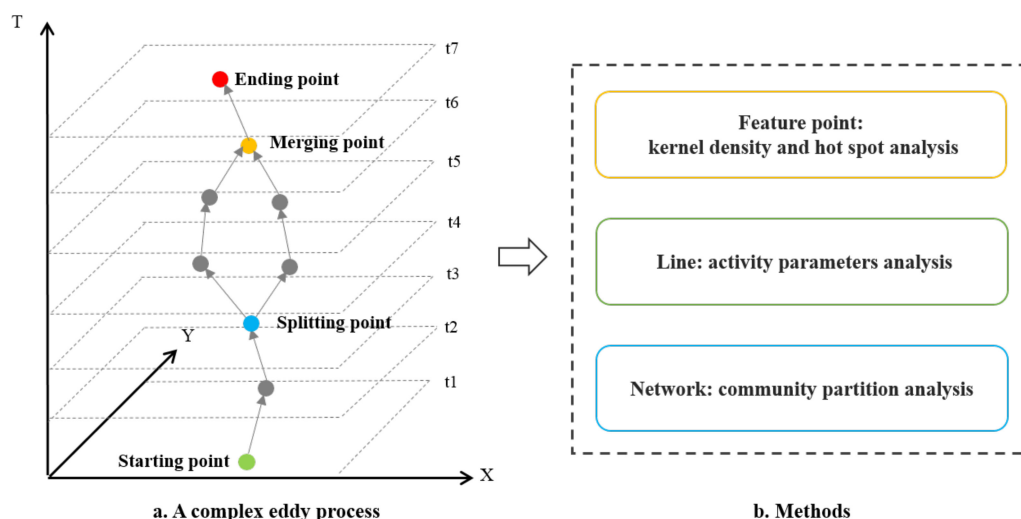 T
t7
Ending point
t6
Merging point
t5
t4
t3
Splitting point
t2
Y
t1
Starting point
X
a. A complex eddy process
Feature point:
kernel density and hot spot analysis
Line: activity parameters analysis
Network: community partition analysis
b. Methods